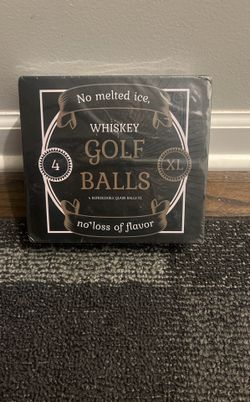 No melted ice,
WHISKEY
4 GOLF XL
BALLS
no loss of flavor